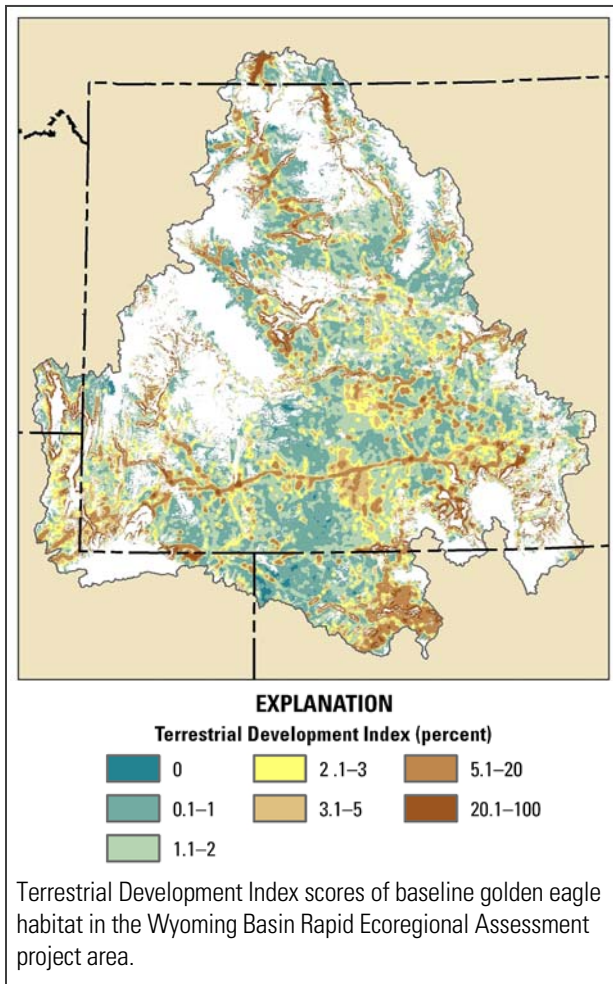 EXPLANATION
Terrestrial Development Index (percent)
0
2 .1–3
5.1–20
0.1–1
3.1–5
20.1–100
1.1–2
Terrestrial Development Index scores of baseline golden eagle
habitat in the Wyoming Basin Rapid Ecoregional Assessment
project area.